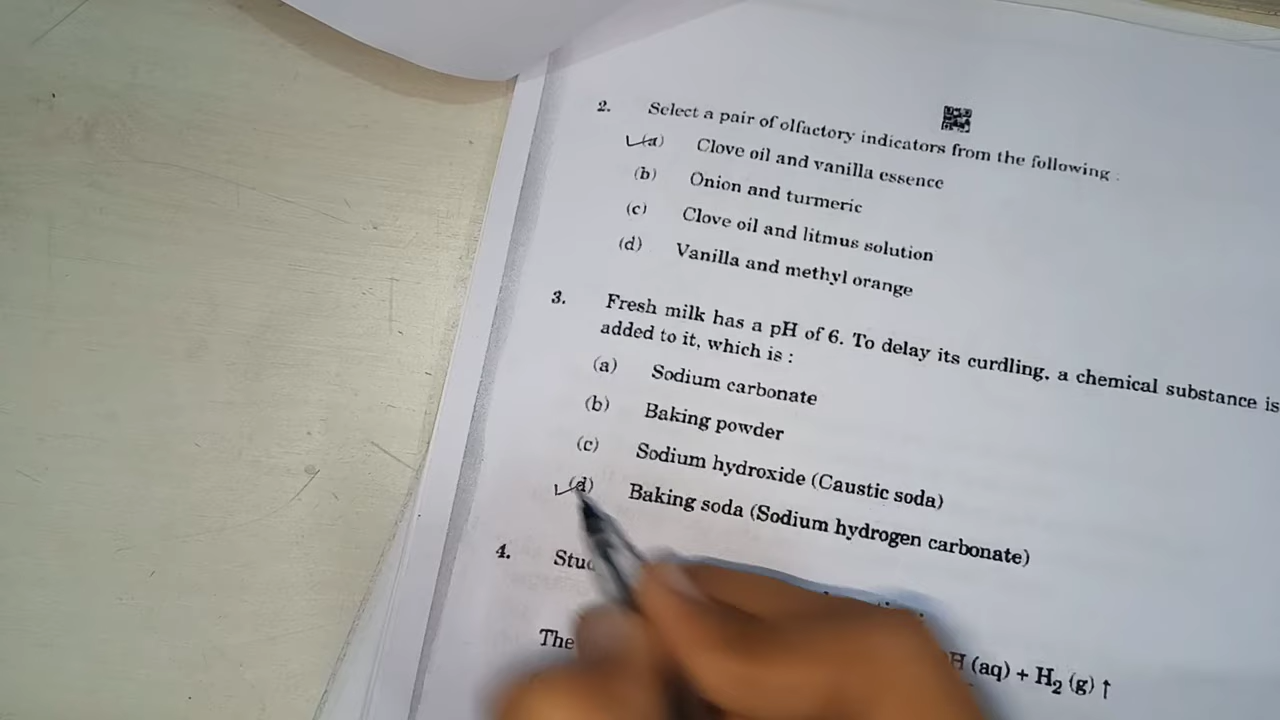 2. Select a pair of olfactory indicators from the following :
(a) Clove oil and vanilla essence
(b) Onion and turmeric
(c) Clove oil and litmus solution
(d) Vanilla and methyl orange
3. Fresh milk has a pH of 6. To delay its curdling, a chemical substance is
added to it, which is :
(a) Sodium carbonate
(b) Baking powder
(c) Sodium hydroxide (Caustic soda)
(d) Baking soda (Sodium hydrogen carbonate)
4.
H (aq) + H₂ (g) ↑
The